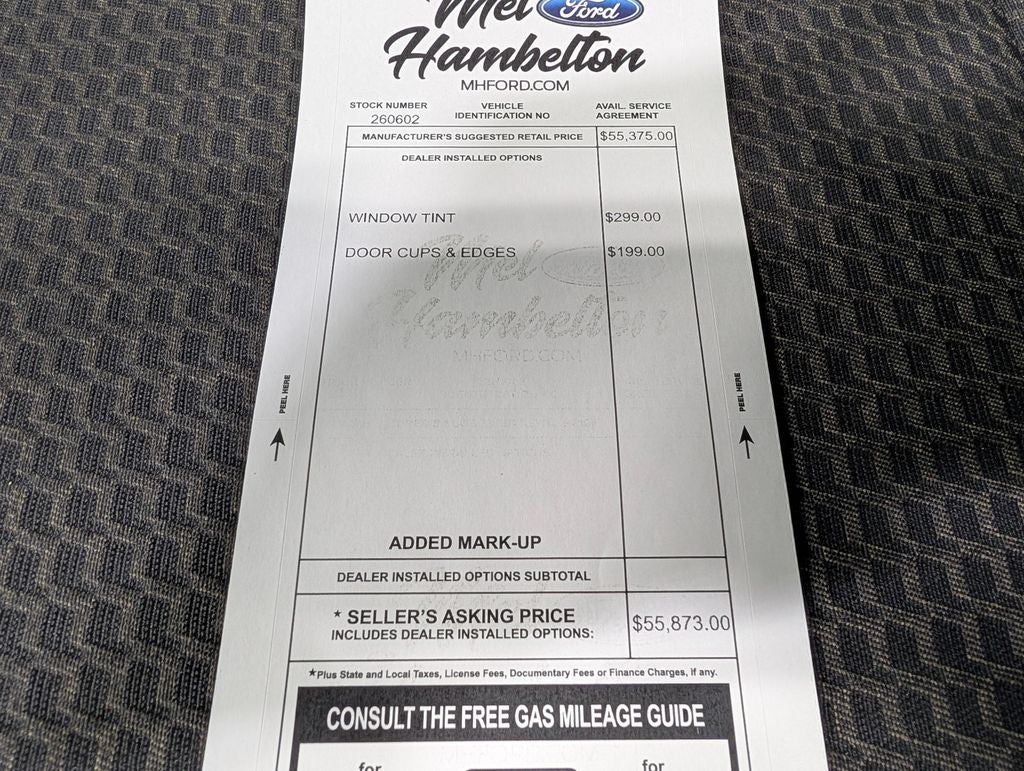 Mel Ford
Hambelton
MHFORD.COM
STOCK NUMBER VEHICLE AVAIL. SERVICE
260602 IDENTIFICATION NO AGREEMENT
MANUFACTURER'S SUGGESTED RETAIL PRICE $55,375.00
DEALER INSTALLED OPTIONS
WINDOW TINT $299.00
DOOR CUPS & EDGES $199.00
Mel
Hambelton
MHFORD.COM
PEEL HERE
PEEL HERE
ADDED MARK-UP
DEALER INSTALLED OPTIONS SUBTOTAL
* SELLER'S ASKING PRICE $55,873.00
INCLUDES DEALER INSTALLED OPTIONS:
*Plus State and Local Taxes, License Fees, Documentary Fees or Finance Charges, If any.
CONSULT THE FREE GAS MILEAGE GUIDE
for for